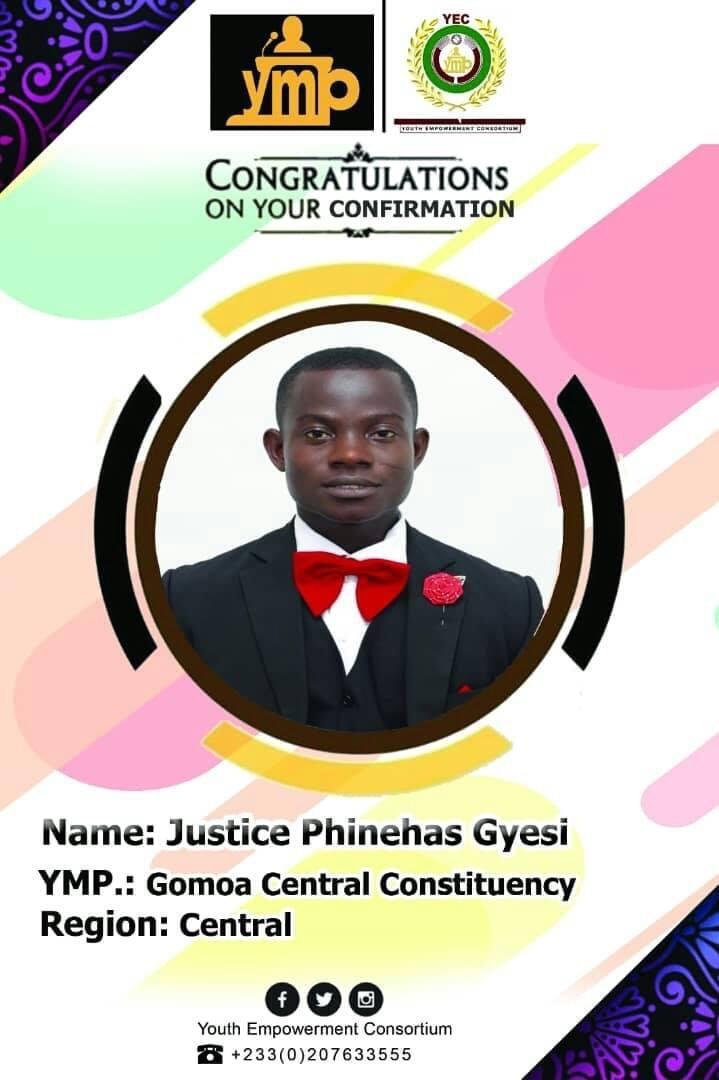 ymp
YEC
ymp
YOUTH EMPOWERMENT CONSORTIUM
CONGRATULATIONS
ON YOUR CONFIRMATION
Name: Justice Phinehas Gyesi
YMP.: Gomoa Central Constituency
Region: Central
Youth Empowerment Consortium
+233(0)207633555